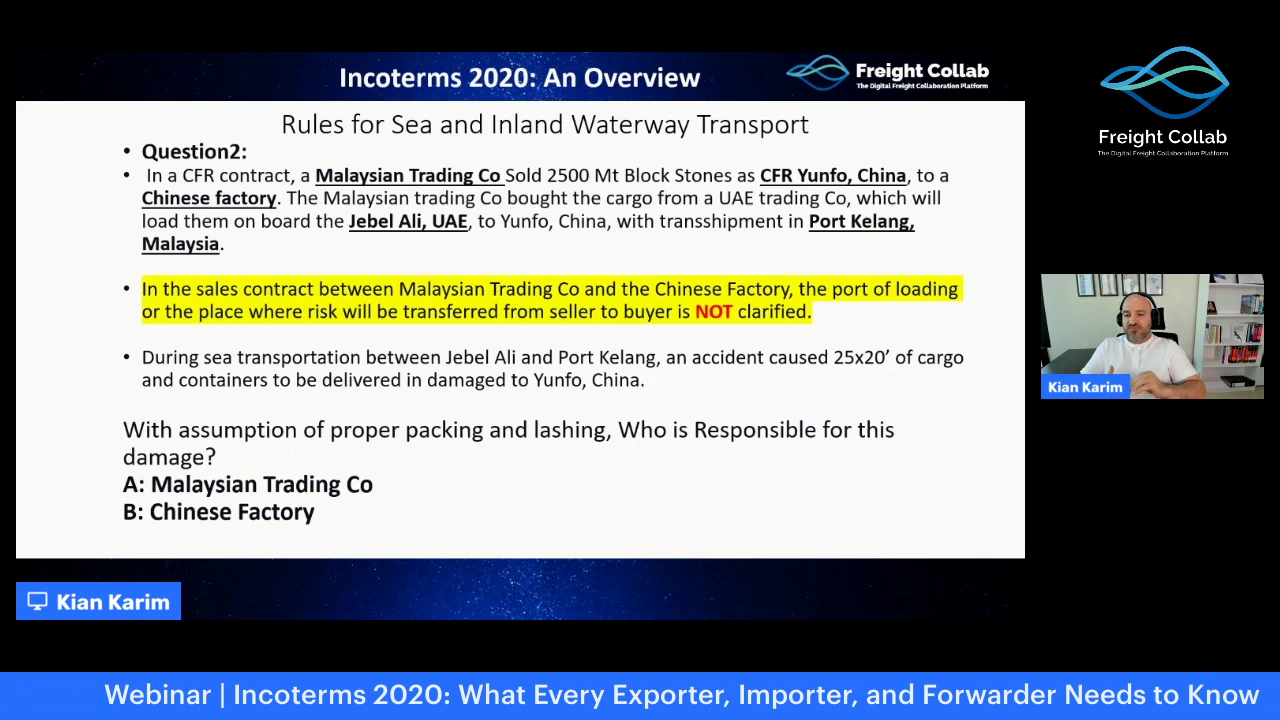 Incoterms 2020: An Overview
Freight Collab
The Digital Freight Collaboration Platform
Freight Collab
The Digital Freight Collaboration Platform
Rules for Sea and Inland Waterway Transport
• Question2:
• In a CFR contract, a Malaysian Trading Co Sold 2500 Mt Block Stones as CFR Yunfo, China, to a
Chinese factory. The Malaysian trading Co bought the cargo from a UAE trading Co, which will
load them on board the Jebel Ali, UAE, to Yunfo, China, with transshipment in Port Kelang,
Malaysia.
• In the sales contract between Malaysian Trading Co and the Chinese Factory, the port of loading
or the place where risk will be transferred from seller to buyer is NOT clarified.
• During sea transportation between Jebel Ali and Port Kelang, an accident caused 25x20’ of cargo
and containers to be delivered in damaged to Yunfo, China.
With assumption of proper packing and lashing, Who is Responsible for this
damage?
A: Malaysian Trading Co
B: Chinese Factory
Kian Karim
Kian Karim
Webinar | Incoterms 2020: What Every Exporter, Importer, and Forwarder Needs to Know